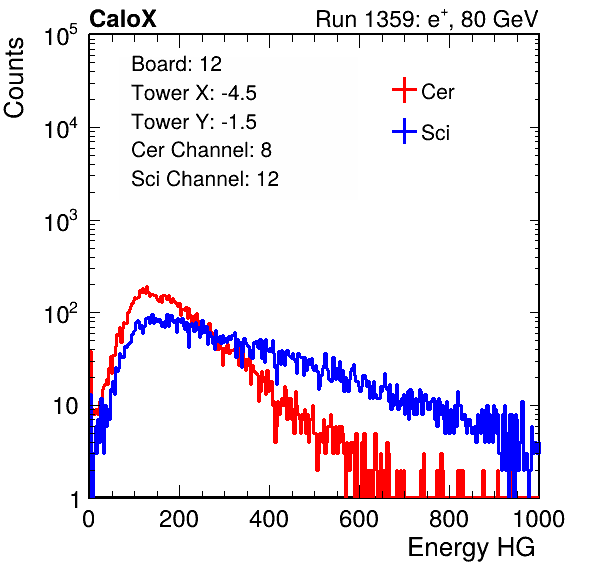 CaloX
Run 1359: e⁺, 80 GeV
Counts
10⁵
10⁴
10³
10²
10
1
Board: 12
Tower X: -4.5
Tower Y: -1.5
Cer Channel: 8
Sci Channel: 12
Cer
Sci
0 200 400 600 800 1000
Energy HG